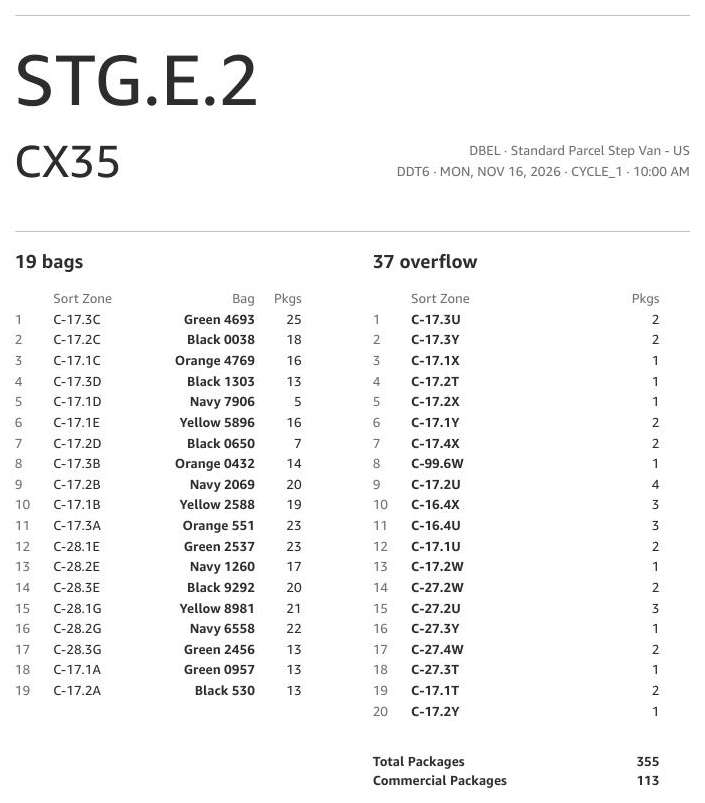 STG.E.2
CX35
DBEL · Standard Parcel Step Van - US
DDT6 · MON, NOV 16, 2026 · CYCLE_1 · 10:00 AM
19 bags
Sort Zone Bag Pkgs
1 C-17.3C Green 4693 25
2 C-17.2C Black 0038 18
3 C-17.1C Orange 4769 16
4 C-17.3D Black 1303 13
5 C-17.1D Navy 7906 5
6 C-17.1E Yellow 5896 16
7 C-17.2D Black 0650 7
8 C-17.3B Orange 0432 14
9 C-17.2B Navy 2069 20
10 C-17.1B Yellow 2588 19
11 C-17.3A Orange 551 23
12 C-28.1E Green 2537 23
13 C-28.2E Navy 1260 17
14 C-28.3E Black 9292 20
15 C-28.1G Yellow 8981 21
16 C-28.2G Navy 6558 22
17 C-28.3G Green 2456 13
18 C-17.1A Green 0957 13
19 C-17.2A Black 530 13
37 overflow
Sort Zone Pkgs
1 C-17.3U 2
2 C-17.3Y 2
3 C-17.1X 1
4 C-17.2T 1
5 C-17.2X 1
6 C-17.1Y 2
7 C-17.4X 2
8 C-99.6W 1
9 C-17.2U 4
10 C-16.4X 3
11 C-16.4U 3
12 C-17.1U 2
13 C-17.2W 1
14 C-27.2W 2
15 C-27.2U 3
16 C-27.3Y 1
17 C-27.4W 2
18 C-27.3T 1
19 C-17.1T 2
20 C-17.2Y 1
Total Packages 355
Commercial Packages 113